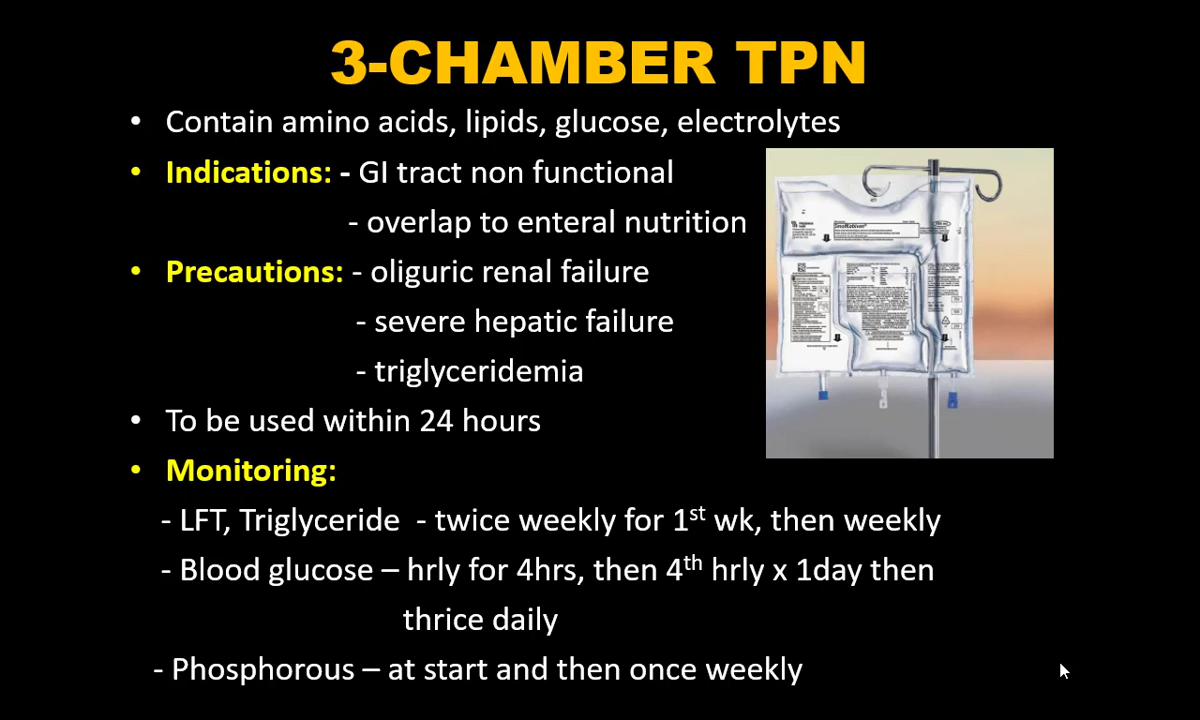 3-CHAMBER TPN
• Contain amino acids, lipids, glucose, electrolytes
• Indications: - GI tract non functional
- overlap to enteral nutrition
• Precautions: - oliguric renal failure
- severe hepatic failure
- triglyceridemia
• To be used within 24 hours
• Monitoring:
- LFT, Triglyceride - twice weekly for 1st wk, then weekly
- Blood glucose – hrly for 4hrs, then 4th hrly x 1day then
thrice daily
- Phosphorous – at start and then once weekly
SmofKabiven®